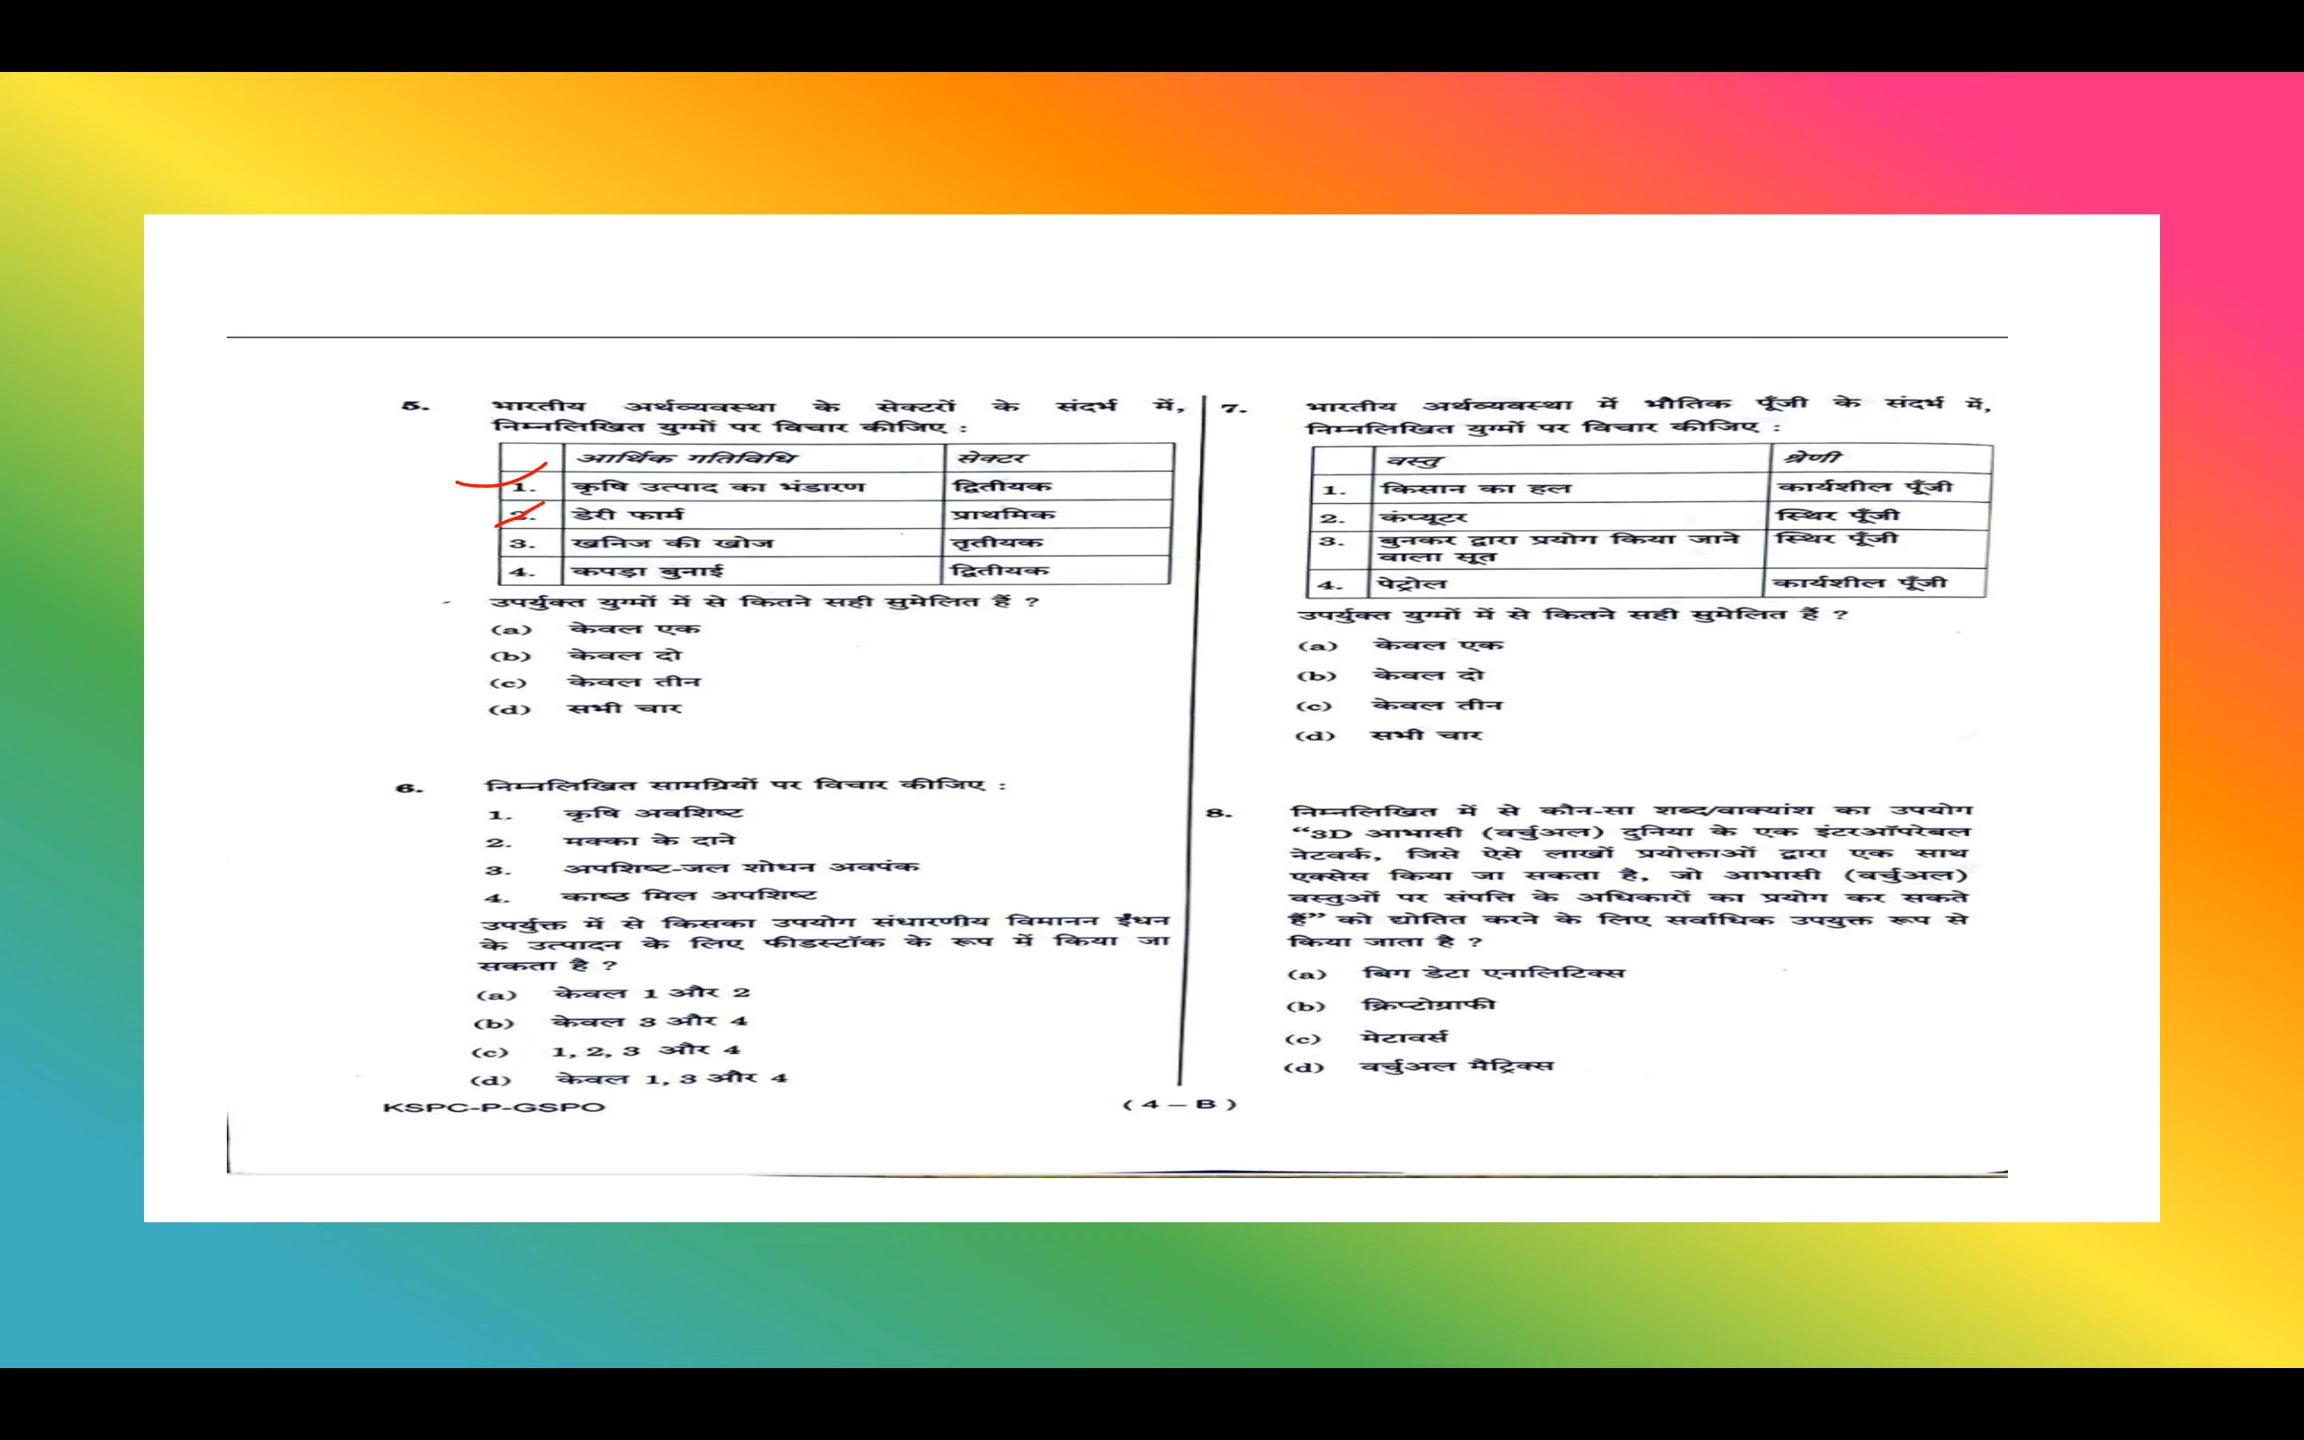 5. भारतीय अर्थव्यवस्था के सेक्टरों के संदर्भ में,
निम्नलिखित युग्मों पर विचार कीजिए :
आर्थिक गतिविधि सेक्टर
1. कृषि उत्पाद का भंडारण द्वितीयक
2. डेरी फार्म प्राथमिक
3. खनिज की खोज तृतीयक
4. कपड़ा बुनाई द्वितीयक
उपर्युक्त युग्मों में से कितने सही सुमेलित हैं ?
(a) केवल एक
(b) केवल दो
(c) केवल तीन
(d) सभी चार
6. निम्नलिखित सामग्रियों पर विचार कीजिए :
1. कृषि अवशिष्ट
2. मक्का के दाने
3. अपशिष्ट-जल शोधन अवपंक
4. काष्ठ मिल अपशिष्ट
उपर्युक्त में से किसका उपयोग संधारणीय विमानन ईंधन
के उत्पादन के लिए फीडस्टॉक के रूप में किया जा
सकता है ?
(a) केवल 1 और 2
(b) केवल 3 और 4
(c) 1, 2, 3 और 4
(d) केवल 1, 3 और 4
7. भारतीय अर्थव्यवस्था में भौतिक पूँजी के संदर्भ में,
निम्नलिखित युग्मों पर विचार कीजिए :
वस्तु श्रेणी
1. किसान का हल कार्यशील पूँजी
2. कंप्यूटर स्थिर पूँजी
3. बुनकर द्वारा प्रयोग किया जाने स्थिर पूँजी
वाला सूत
4. पेट्रोल कार्यशील पूँजी
उपर्युक्त युग्मों में से कितने सही सुमेलित हैं ?
(a) केवल एक
(b) केवल दो
(c) केवल तीन
(d) सभी चार
8. निम्नलिखित में से कौन-सा शब्द/वाक्यांश का उपयोग
“3D आभासी (वर्चुअल) दुनिया के एक इंटरऑपरेबल
नेटवर्क, जिसे ऐसे लाखों प्रयोक्ताओं द्वारा एक साथ
एक्सेस किया जा सकता है, जो आभासी (वर्चुअल)
वस्तुओं पर संपत्ति के अधिकारों का प्रयोग कर सकते
हैं” को द्योतित करने के लिए सर्वाधिक उपयुक्त रूप से
किया जाता है ?
(a) बिग डेटा एनालिटिक्स
(b) क्रिप्टोग्राफी
(c) मेटावर्स
(d) वर्चुअल मैट्रिक्स
KSPC-P-GSPO ( 4 – B )